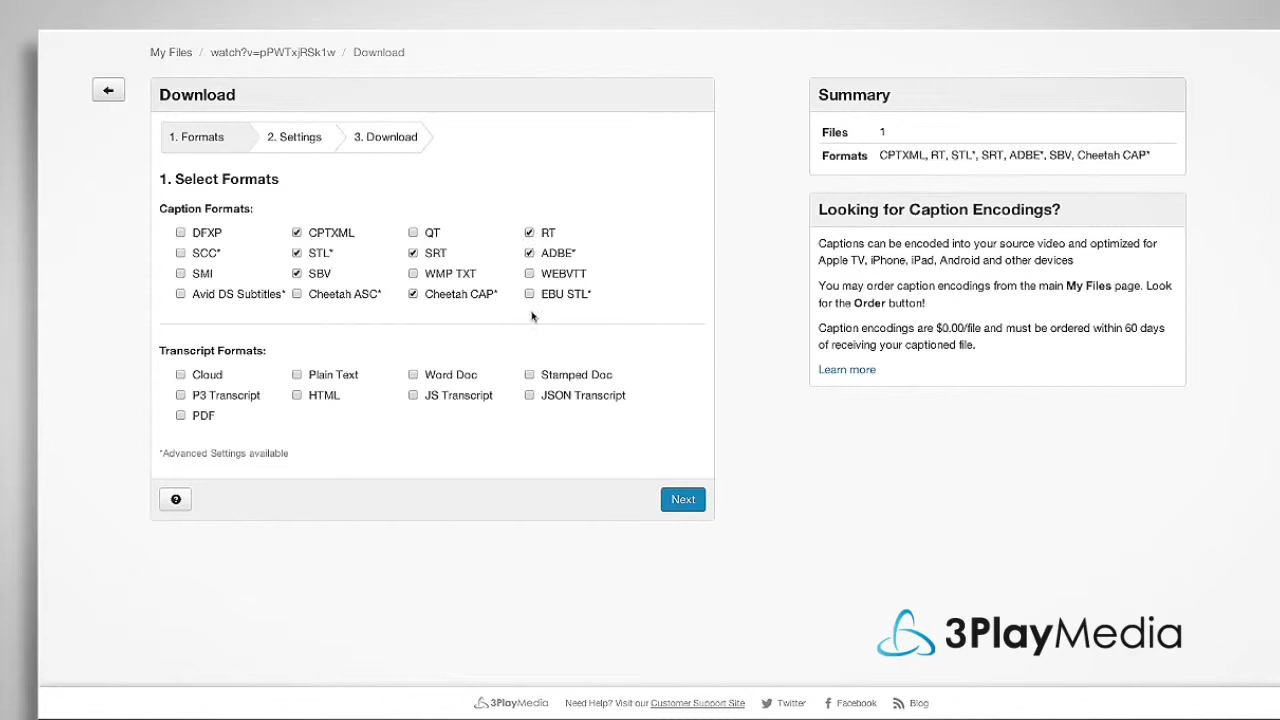 My Files / watch?v=pPWTxjRSk1w / Download
Download
1. Formats 2. Settings 3. Download
1. Select Formats
Caption Formats:
DFXP CPTXML QT RT
SCC* STL* SRT ADBE*
SMI SBV WMP TXT WEBVTT
Avid DS Subtitles* Cheetah ASC* Cheetah CAP* EBU STL*
Transcript Formats:
Cloud Plain Text Word Doc Stamped Doc
P3 Transcript HTML JS Transcript JSON Transcript
PDF
*Advanced Settings available
? Next
Summary
Files 1
Formats CPTXML, RT, STL*, SRT, ADBE*, SBV, Cheetah CAP*
Looking for Caption Encodings?
Captions can be encoded into your source video and optimized for
Apple TV, iPhone, iPad, Android and other devices
You may order caption encodings from the main My Files page. Look
for the Order button!
Caption encodings are $0.00/file and must be ordered within 60 days
of receiving your captioned file.
Learn more
3PlayMedia
3PlayMedia Need Help? Visit our Customer Support Site Twitter Facebook Blog